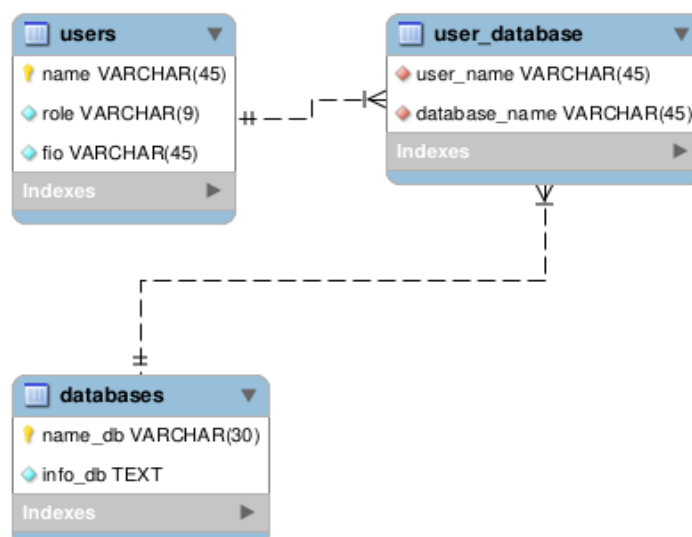 users
name VARCHAR(45)
role VARCHAR(9)
fio VARCHAR(45)
Indexes
user_database
user_name VARCHAR(45)
database_name VARCHAR(45)
Indexes
databases
name_db VARCHAR(30)
info_db TEXT
Indexes